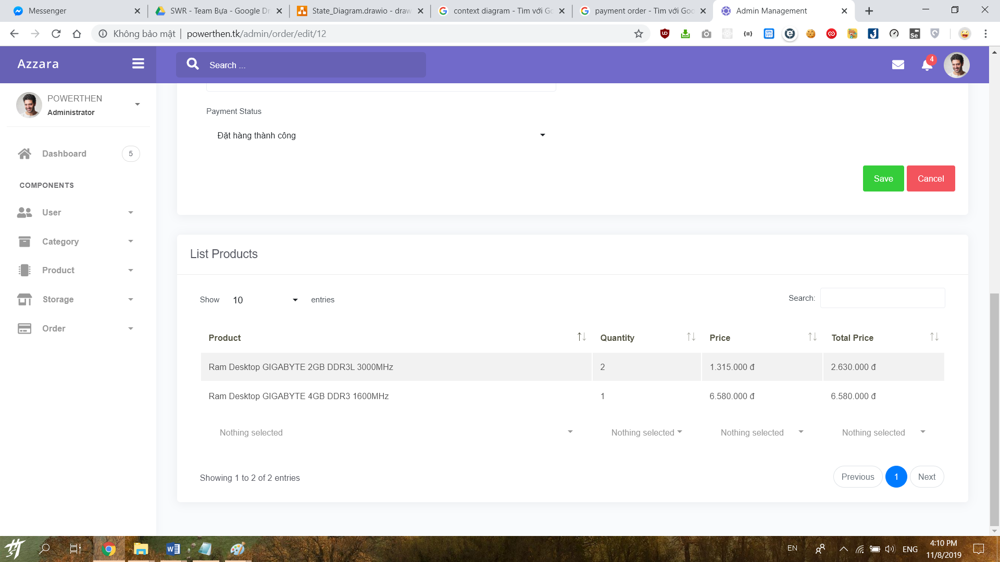 Messenger
SWR - Team Bựa - Google Dr
State_Diagram.drawio - draw
context diagram - Tìm với Go
payment order - Tìm với Goo
Admin Management
Không bảo mật | powerthen.tk/admin/order/edit/12
Azzara
Search ...
4
POWERTHEN
Administrator
Payment Status
Đặt hàng thành công
Dashboard 5
Save Cancel
COMPONENTS
User
Category
Product
Storage
Order
List Products
Show 10 entries
Search:
Product Quantity Price Total Price
Ram Desktop GIGABYTE 2GB DDR3L 3000MHz 2 1.315.000 đ 2.630.000 đ
Ram Desktop GIGABYTE 4GB DDR3 1600MHz 1 6.580.000 đ 6.580.000 đ
Nothing selected Nothing selected Nothing selected Nothing selected
Showing 1 to 2 of 2 entries
Previous 1 Next
EN
ENG
4:10 PM
11/8/2019